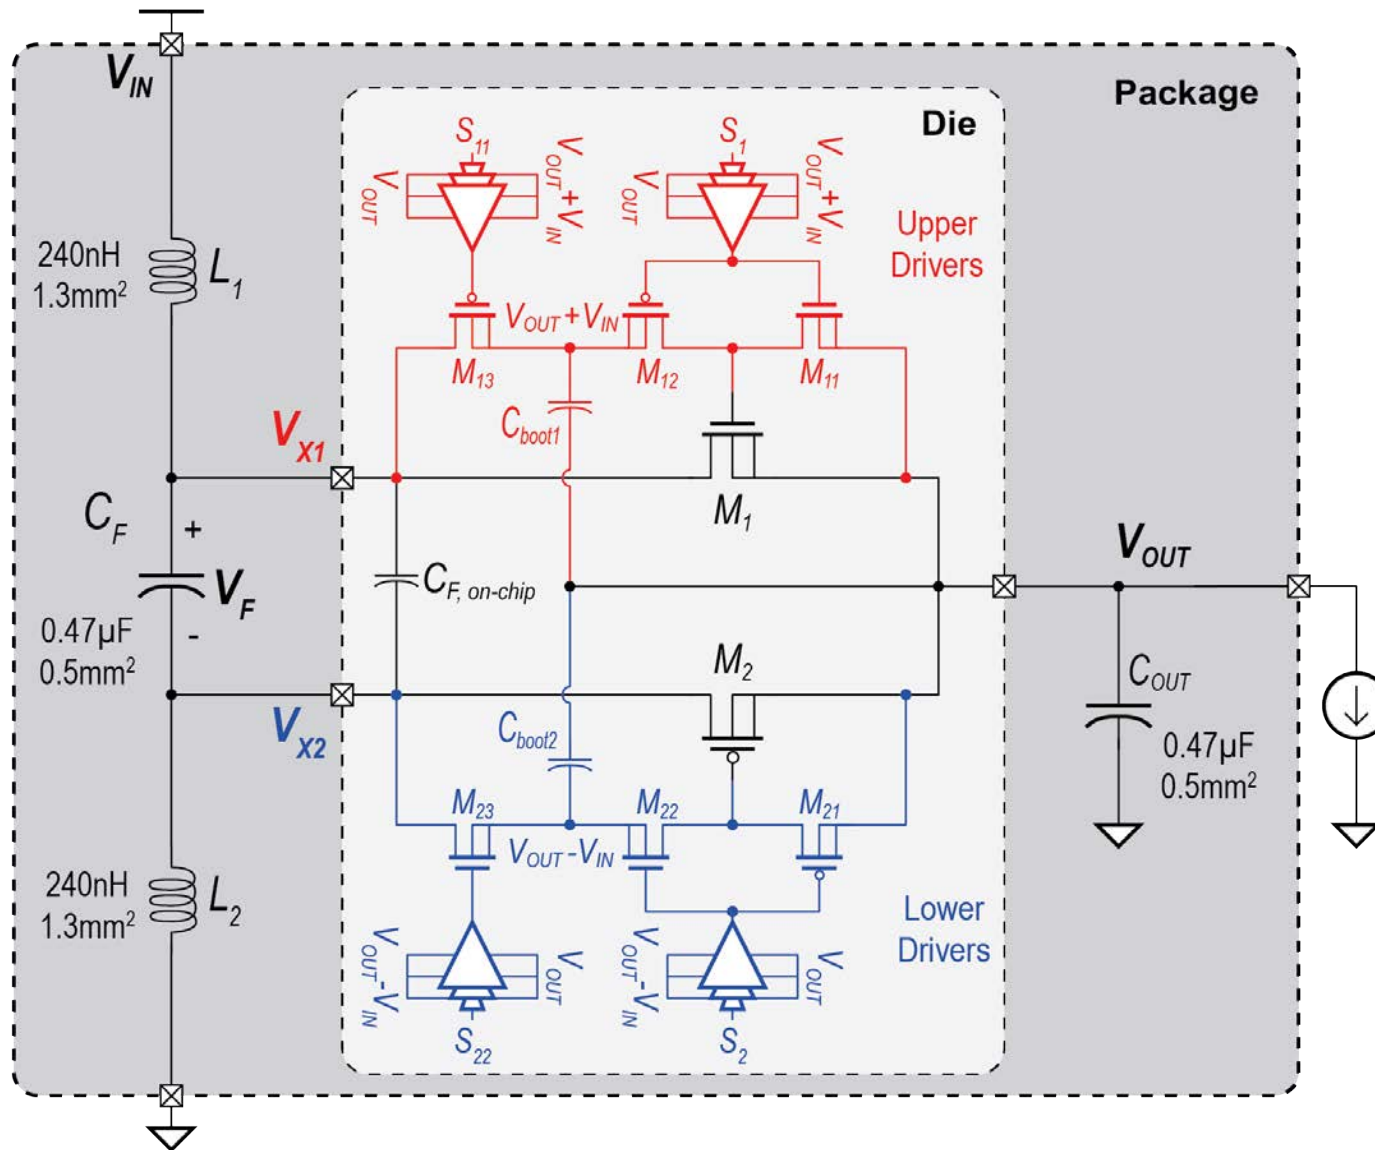 V_IN
Package
Die
S_11
S_1
V_OUT
V_OUT+V_IN
V_OUT
V_OUT+V_IN
Upper
Drivers
240nH
1.3mm²
L_1
V_OUT+V_IN
M_13
M_12
M_11
C_boot1
V_X1
M_1
C_F
+
V_F
-
0.47µF
0.5mm²
C_F, on-chip
V_OUT
M_2
C_OUT
0.47µF
0.5mm²
V_X2
C_boot2
M_23
M_22
M_21
V_OUT-V_IN
240nH
1.3mm²
L_2
Lower
Drivers
V_OUT-V_IN
V_OUT
V_OUT-V_IN
V_OUT
S_22
S_2